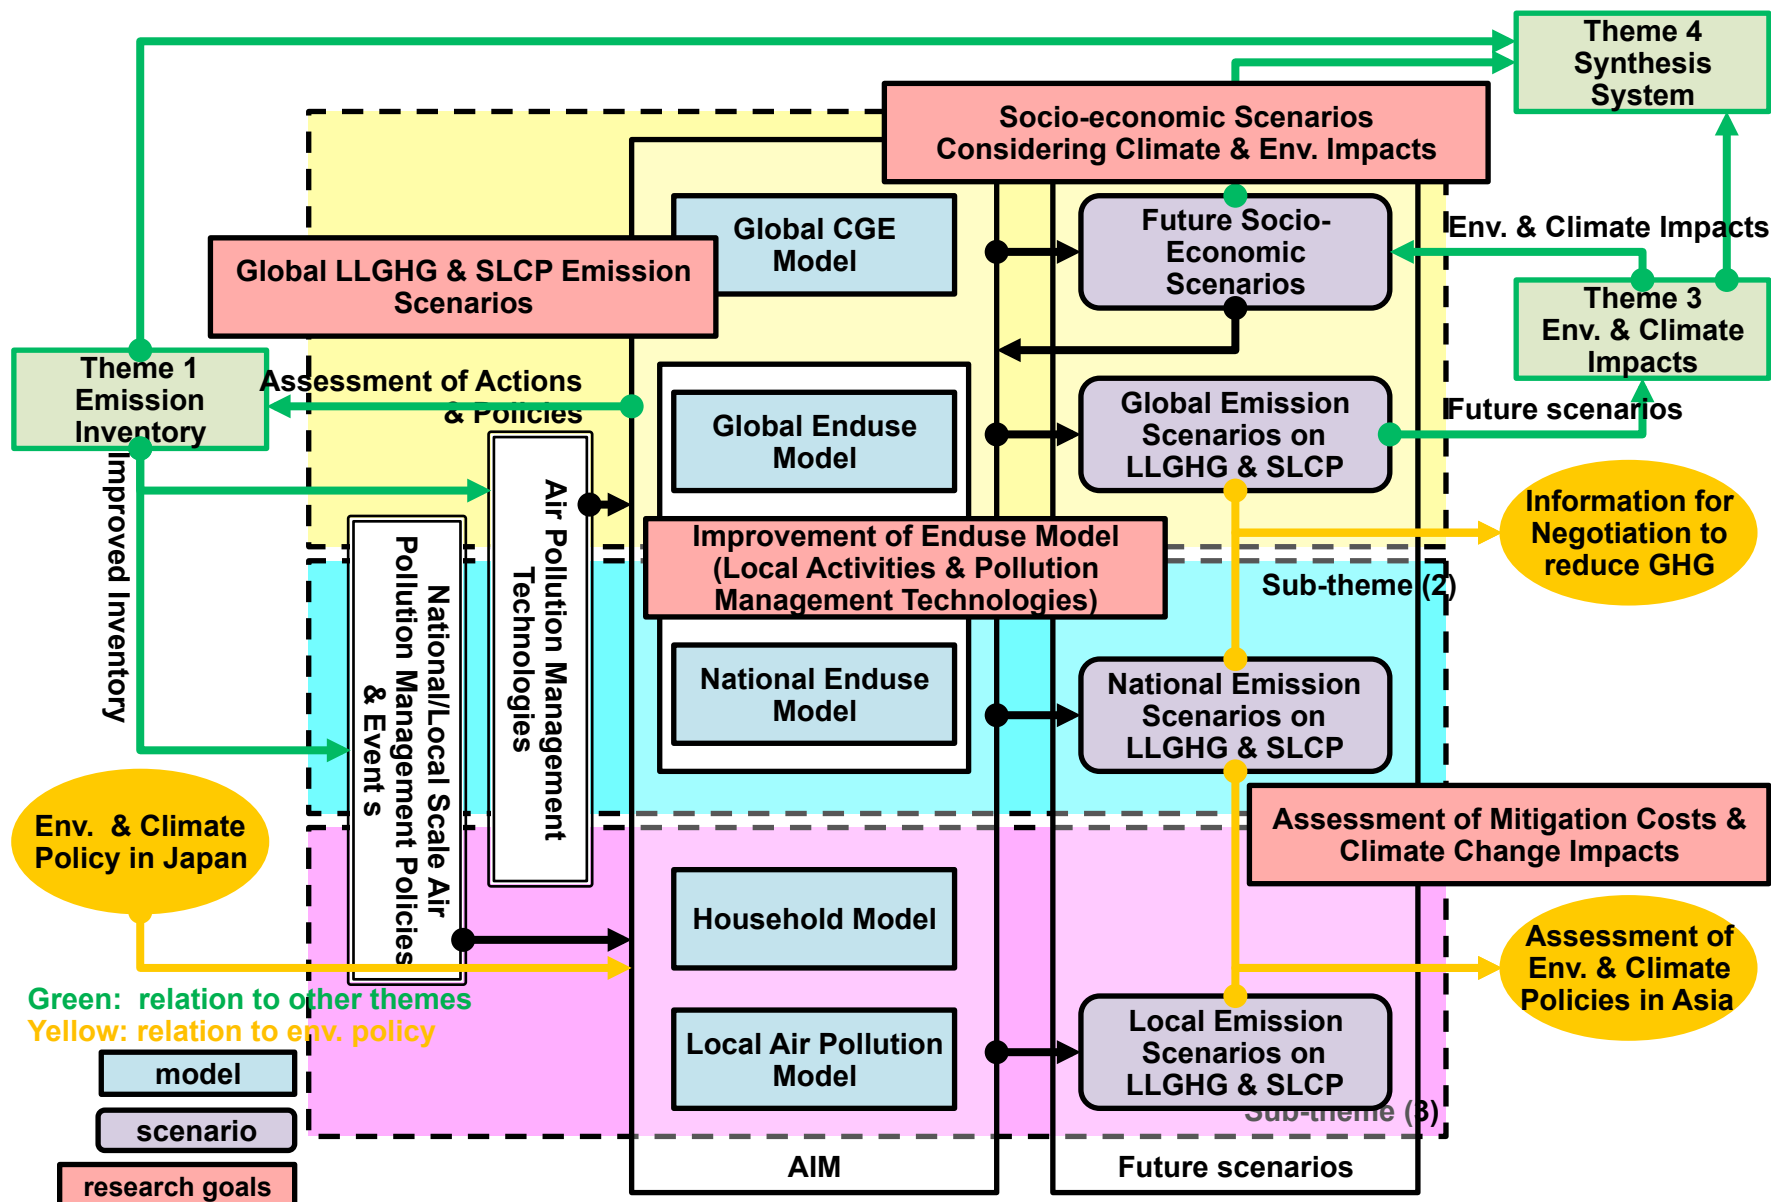 Theme 4
Synthesis
System
Socio-economic Scenarios
Considering Climate & Env. Impacts
Global CGE
Model
Future Socio-
Economic
Scenarios
Env. & Climate Impacts
Global LLGHG & SLCP Emission
Scenarios
Theme 3
Env. & Climate
Impacts
Theme 1
Emission
Inventory
Assessment of Actions
& Policies
Global Enduse
Model
Global Emission
Scenarios on
LLGHG & SLCP
Future scenarios
Improved Inventory
Air Pollution Management
Technologies
National/Local Scale Air
Pollution Management Policies
& Event s
Improvement of Enduse Model
(Local Activities & Pollution
Management Technologies)
Information for
Negotiation to
reduce GHG
Sub-theme (2)
National Enduse
Model
National Emission
Scenarios on
LLGHG & SLCP
Env.  & Climate
Policy in Japan
Assessment of Mitigation Costs &
Climate Change Impacts
Household Model
Assessment of
Env. & Climate
Policies in Asia
Green:  relation to other themes
Yellow: relation to env. policy
Local Air Pollution
Model
Local Emission
Scenarios on
LLGHG & SLCP
Sub-theme (3)
model
scenario
research goals
AIM
Future scenarios